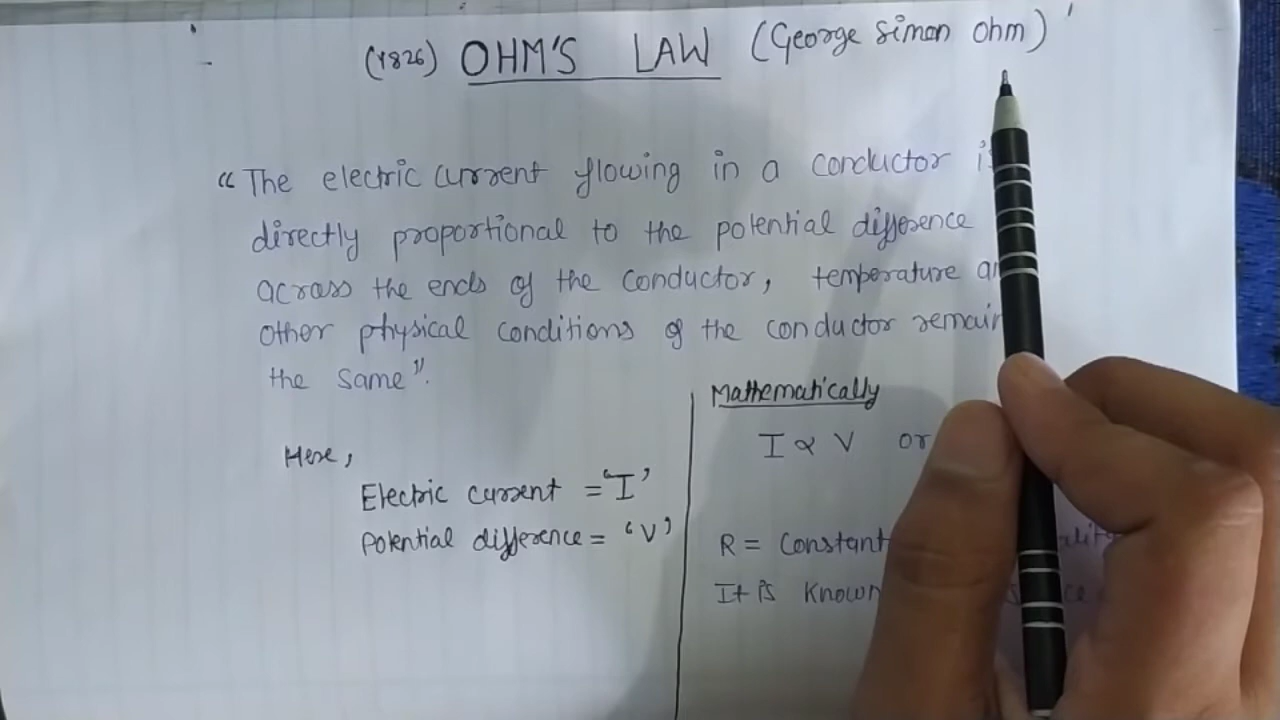 (1826) OHM'S LAW (George Simon Ohm)
"The electric current flowing in a conductor
directly proportional to the potential difference
across the ends of the conductor, temperature
other physical conditions of the conductor remain
the same".
Mathematically
Here,
I ∝ V or
Electric current = 'I'
Potential difference = 'V'
R = Constant
It is known